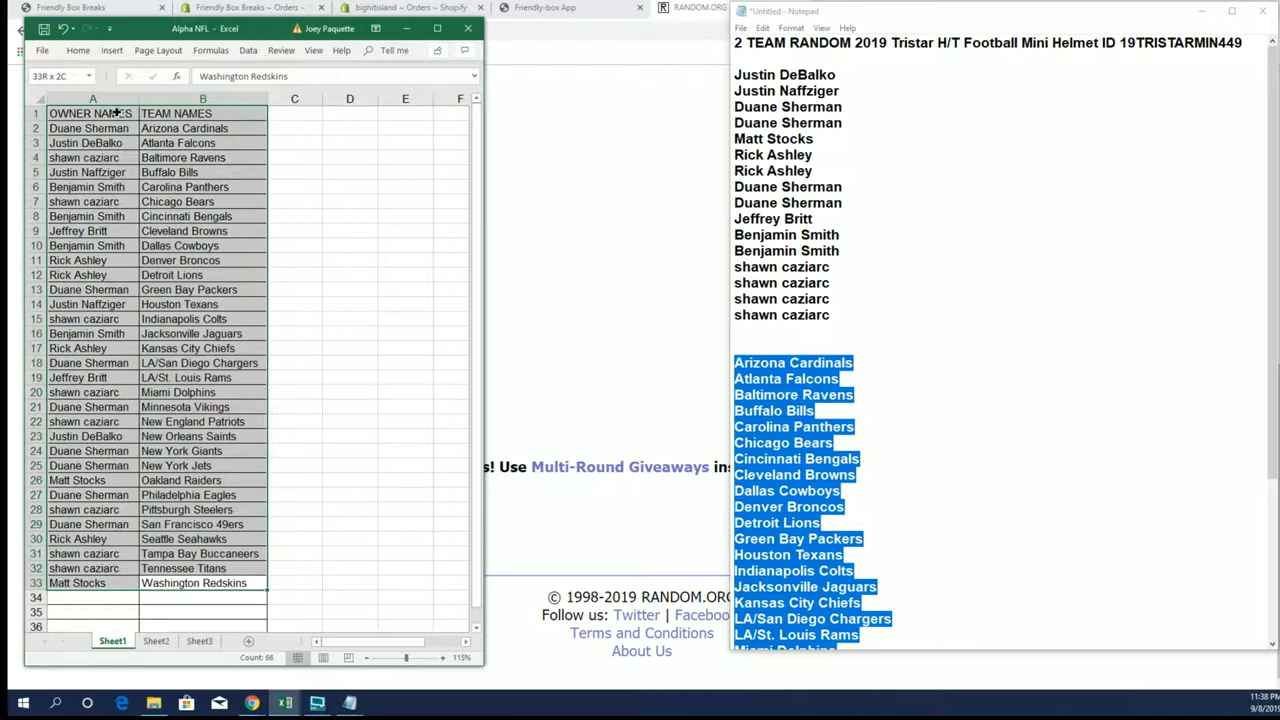 Friendly Box Breaks
Friendly Box Breaks ~ Orders ~
bighitisland ~ Orders ~ Shopify
Friendly-box App
RANDOM.ORG
Alpha NFL - Excel
Joey Paquette
File Home Insert Page Layout Formulas Data Review View Help Tell me
33R x 2C
fx
Washington Redskins
A B C D E F
1 OWNER NAMES TEAM NAMES
2 Duane Sherman Arizona Cardinals
3 Justin DeBalko Atlanta Falcons
4 shawn caziarc Baltimore Ravens
5 Justin Naffziger Buffalo Bills
6 Benjamin Smith Carolina Panthers
7 shawn caziarc Chicago Bears
8 Benjamin Smith Cincinnati Bengals
9 Jeffrey Britt Cleveland Browns
10 Benjamin Smith Dallas Cowboys
11 Rick Ashley Denver Broncos
12 Rick Ashley Detroit Lions
13 Duane Sherman Green Bay Packers
14 Justin Naffziger Houston Texans
15 shawn caziarc Indianapolis Colts
16 Benjamin Smith Jacksonville Jaguars
17 Rick Ashley Kansas City Chiefs
18 Duane Sherman LA/San Diego Chargers
19 Jeffrey Britt LA/St. Louis Rams
20 shawn caziarc Miami Dolphins
21 Duane Sherman Minnesota Vikings
22 shawn caziarc New England Patriots
23 Justin DeBalko New Orleans Saints
24 Duane Sherman New York Giants
25 Duane Sherman New York Jets
26 Matt Stocks Oakland Raiders
27 Duane Sherman Philadelphia Eagles
28 shawn caziarc Pittsburgh Steelers
29 Duane Sherman San Francisco 49ers
30 Rick Ashley Seattle Seahawks
31 shawn caziarc Tampa Bay Buccaneers
32 shawn caziarc Tennessee Titans
33 Matt Stocks Washington Redskins
34
35
36
Sheet1 Sheet2 Sheet3
Count: 66
115%
s! Use Multi-Round Giveaways in
© 1998-2019 RANDOM.ORG
Follow us: Twitter | Faceboo
Terms and Conditions
About Us
*Untitled - Notepad
File Edit Format View Help
2 TEAM RANDOM 2019 Tristar H/T Football Mini Helmet ID 19TRISTARMIN449
Justin DeBalko
Justin Naffziger
Duane Sherman
Duane Sherman
Matt Stocks
Rick Ashley
Rick Ashley
Duane Sherman
Duane Sherman
Jeffrey Britt
Benjamin Smith
Benjamin Smith
shawn caziarc
shawn caziarc
shawn caziarc
shawn caziarc
Arizona Cardinals
Atlanta Falcons
Baltimore Ravens
Buffalo Bills
Carolina Panthers
Chicago Bears
Cincinnati Bengals
Cleveland Browns
Dallas Cowboys
Denver Broncos
Detroit Lions
Green Bay Packers
Houston Texans
Indianapolis Colts
Jacksonville Jaguars
Kansas City Chiefs
LA/San Diego Chargers
LA/St. Louis Rams
Miami Dolphins
11:38 PM
9/8/2019